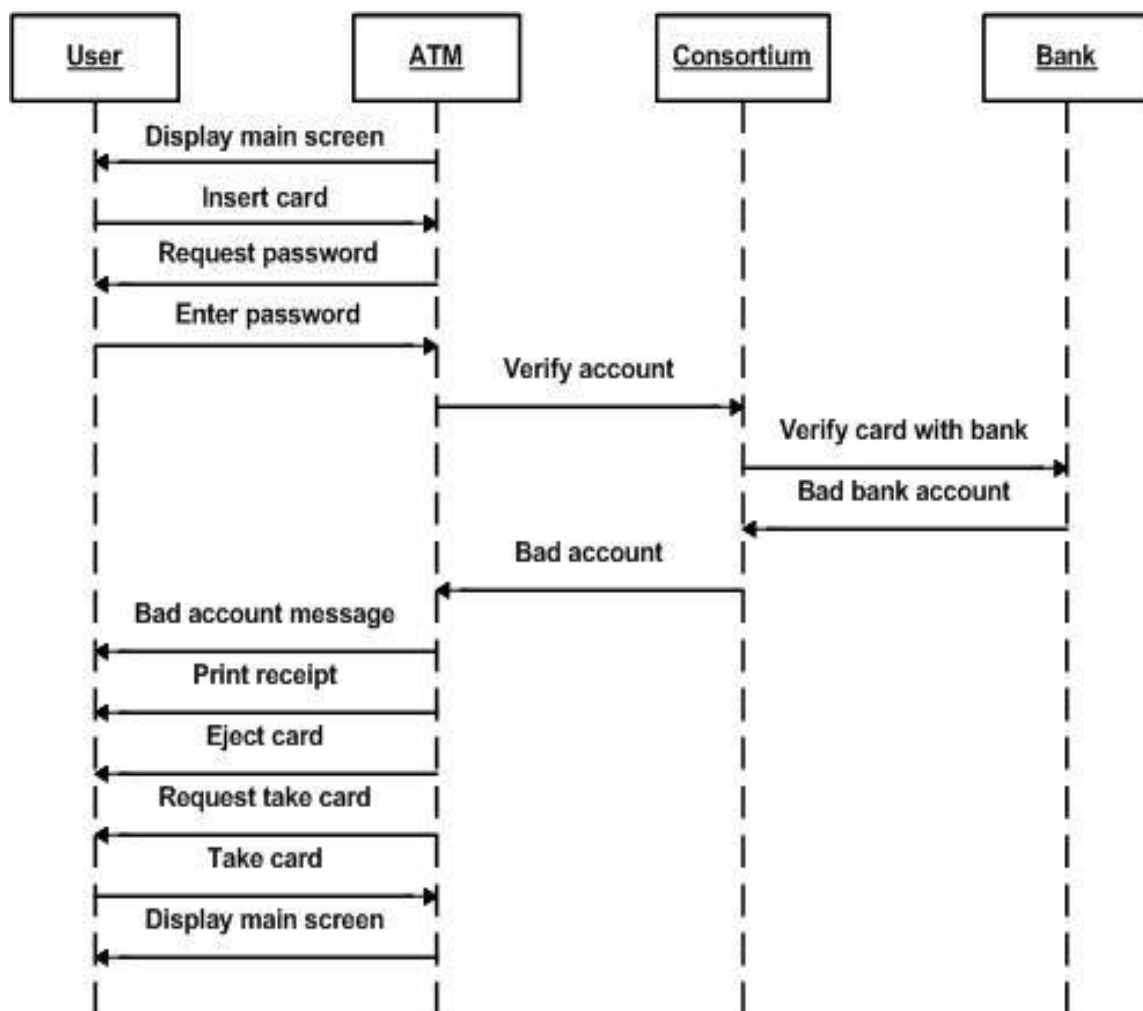 User
ATM
Consortium
Bank
Display main screen
Insert card
Request password
Enter password
Verify account
Verify card with bank
Bad bank account
Bad account
Bad account message
Print receipt
Eject card
Request take card
Take card
Display main screen